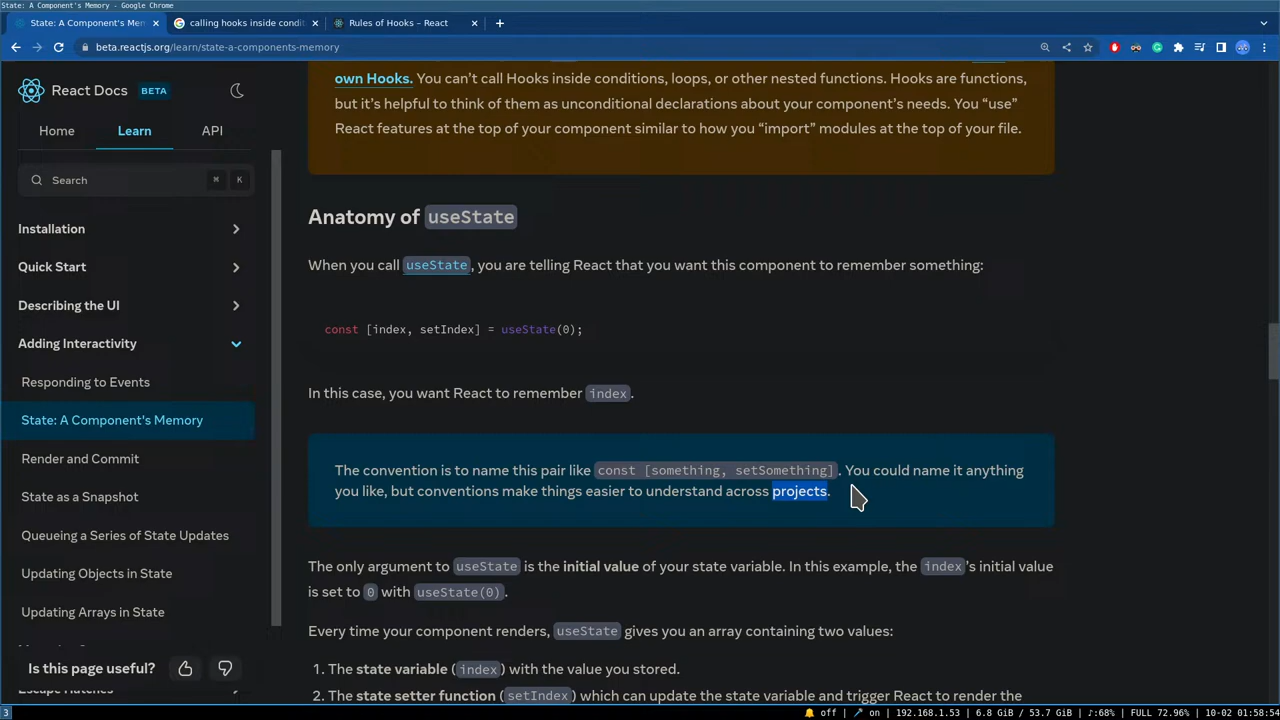 State: A Component's Memory - Google Chrome
State: A Component's Mem
calling hooks inside condit
Rules of Hooks – React
beta.reactjs.org/learn/state-a-components-memory
React Docs BETA
Home Learn API
Search ⌘ K
Installation
Quick Start
Describing the UI
Adding Interactivity
Responding to Events
State: A Component's Memory
Render and Commit
State as a Snapshot
Queueing a Series of State Updates
Updating Objects in State
Updating Arrays in State
Is this page useful?
Escape Hatches
own Hooks. You can't call Hooks inside conditions, loops, or other nested functions. Hooks are functions,
but it's helpful to think of them as unconditional declarations about your component's needs. You “use”
React features at the top of your component similar to how you “import” modules at the top of your file.
Anatomy of useState
When you call useState, you are telling React that you want this component to remember something:
const [index, setIndex] = useState(0);
In this case, you want React to remember index.
The convention is to name this pair like const [something, setSomething]. You could name it anything
you like, but conventions make things easier to understand across projects.
The only argument to useState is the initial value of your state variable. In this example, the index's initial value
is set to 0 with useState(0).
Every time your component renders, useState gives you an array containing two values:
1. The state variable (index) with the value you stored.
2. The state setter function (setIndex) which can update the state variable and trigger React to render the
3
off / on | 192.168.1.53 | 6.8 GiB / 53.7 GiB | ♪:68% | FULL 72.96% | 10-02 01:58:54